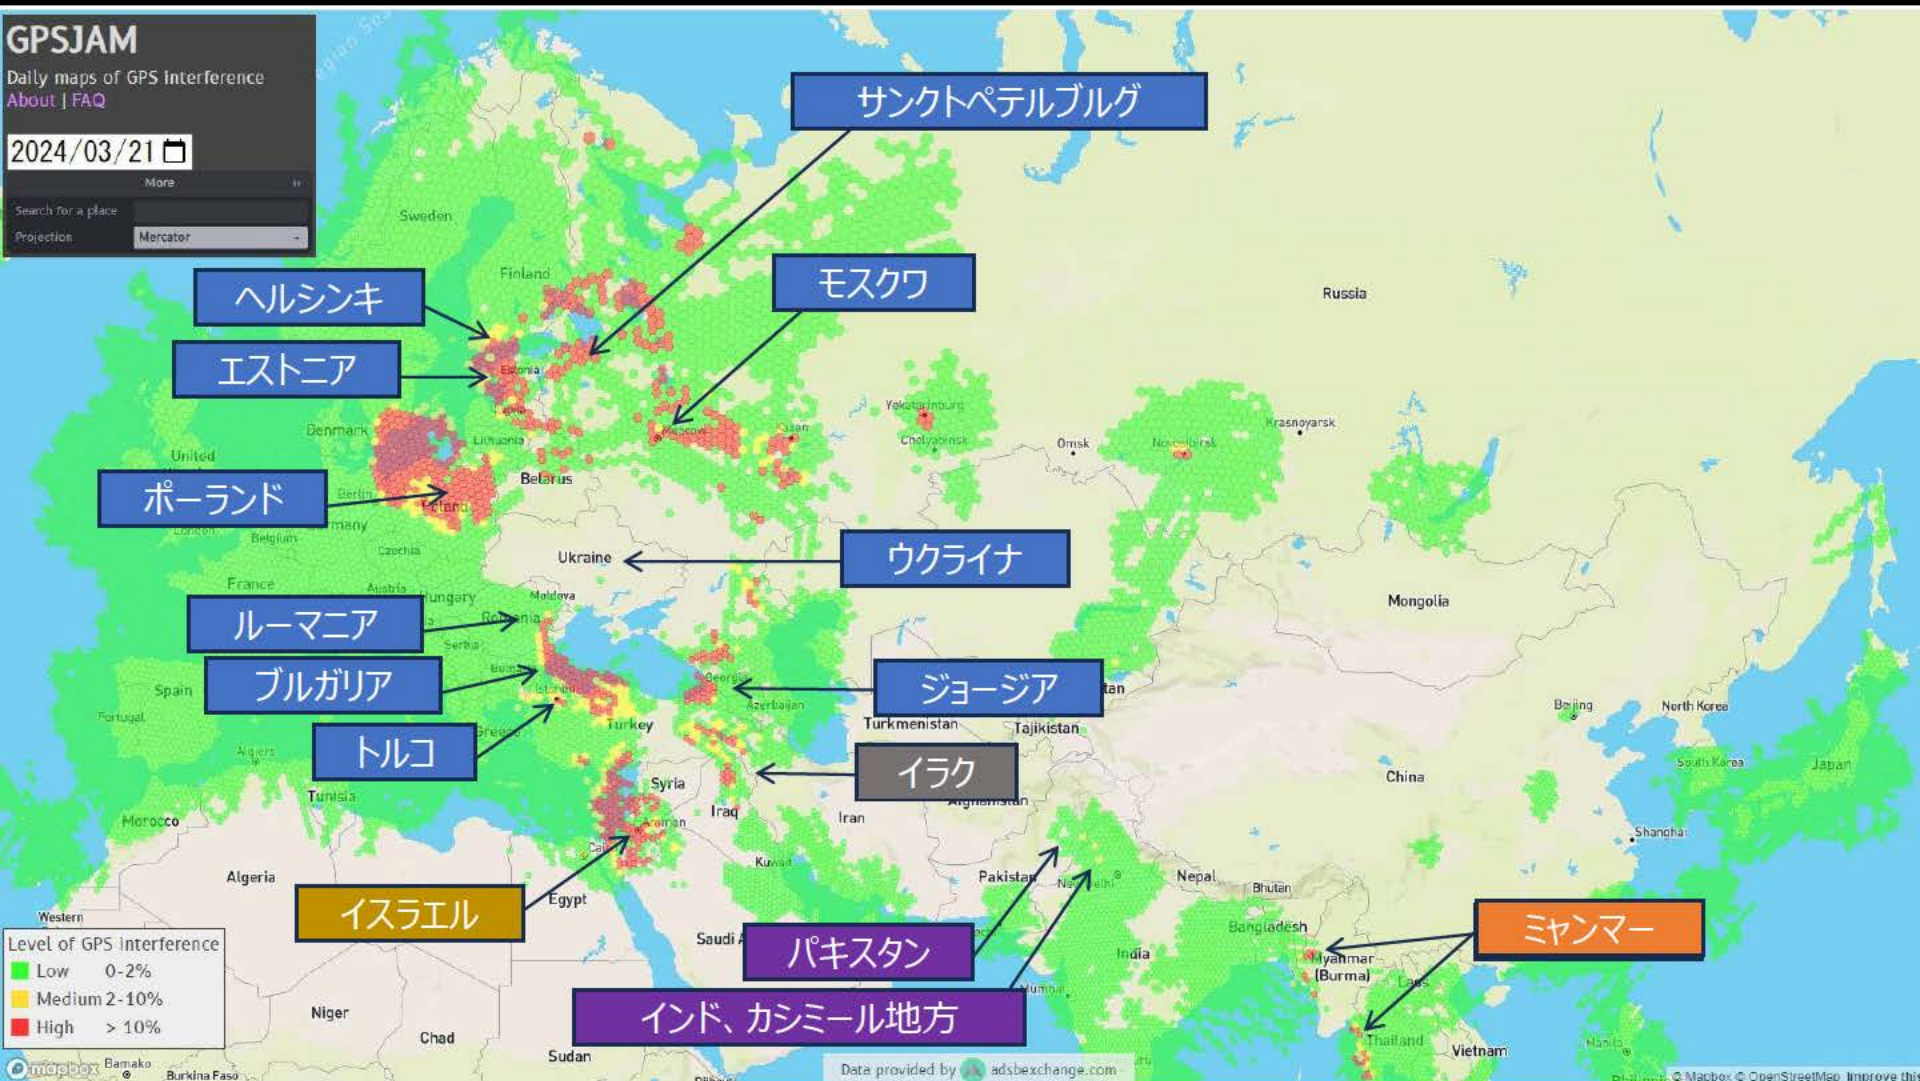 GPSJAM
Daily maps of GPS interference
About | FAQ
2024/03/21
More
Search for a place
Projection
Mercator
サンクトペテルブルグ
Sweden
ヘルシンキ
Finland
モスクワ
Russia
エストニア
Estonia
Yekaterinburg
Krasnoyarsk
Denmark
Lithuania
Moscow
Kazan
Chelyabinsk
Omsk
Novosibirsk
United
ポーランド
Berlin
Poland
Belarus
London
Belgium
Czechia
Ukraine
ウクライナ
France
Austria
Hungary
Moldova
Mongolia
ルーマニア
Romania
Serbia
ブルガリア
Istanbul
Georgia
ジョージア
Spain
Portugal
Azerbaijan
Turkey
Turkmenistan
Tajikistan
Beijing
North Korea
トルコ
Greece
Algiers
イラク
South Korea
Japan
Syria
China
Tunisia
Afghanistan
Morocco
Iraq
Iran
Amman
Shanghai
Kuwait
Algeria
Pakistan
Nepal
Bhutan
イスラエル
Egypt
Western
Saudi A
パキスタン
India
Bangladesh
ミャンマー
Myanmar
(Burma)
Laos
Level of GPS Interference
Low 0-2%
Medium 2-10%
High > 10%
Mumbai
インド、カシミール地方
Niger
Chad
Sudan
Thailand
Vietnam
Manila
mapbox
Bamako
Burkina Faso
Data provided by adsbexchange.com
© Mapbox © OpenStreetMap Improve this